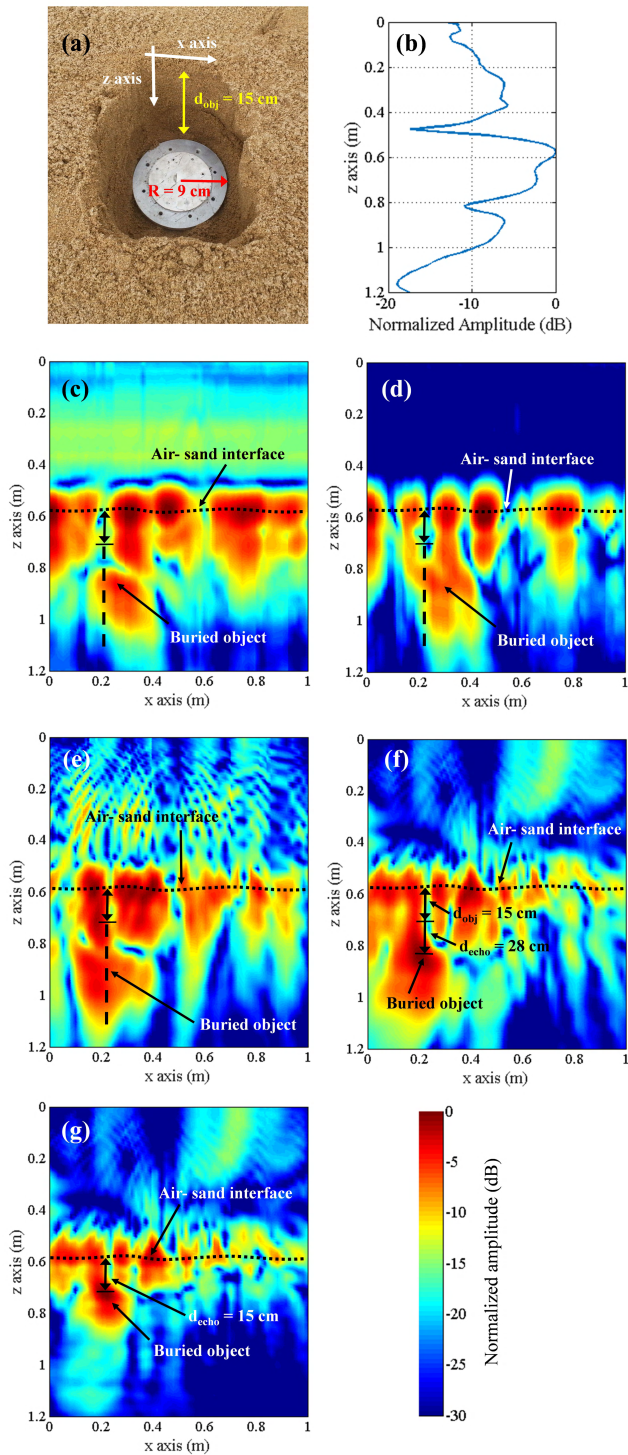 (a)
x axis
z axis
d_obj = 15 cm
R = 9 cm
(b)
0
0.2
0.4
0.6
0.8
1
1.2
z axis (m)
-20 -10 0
Normalized Amplitude (dB)
(c)
0
0.2
0.4
0.6
0.8
1
1.2
z axis (m)
Air- sand interface
Buried object
0 0.2 0.4 0.6 0.8 1
x axis (m)
(d)
0
0.2
0.4
0.6
0.8
1
1.2
z axis (m)
Air- sand interface
Buried object
0 0.2 0.4 0.6 0.8 1
x axis (m)
(e)
0
0.2
0.4
0.6
0.8
1
1.2
z axis (m)
Air- sand interface
Buried object
0 0.2 0.4 0.6 0.8 1
x axis (m)
(f)
0
0.2
0.4
0.6
0.8
1
1.2
z axis (m)
Air- sand interface
d_obj = 15 cm
d_echo = 28 cm
Buried object
0 0.2 0.4 0.6 0.8 1
x axis (m)
(g)
0
0.2
0.4
0.6
0.8
1
1.2
z axis (m)
Air- sand interface
d_echo = 15 cm
Buried object
0 0.2 0.4 0.6 0.8 1
x axis (m)
0
-5
-10
-15
-20
-25
-30
Normalized amplitude (dB)